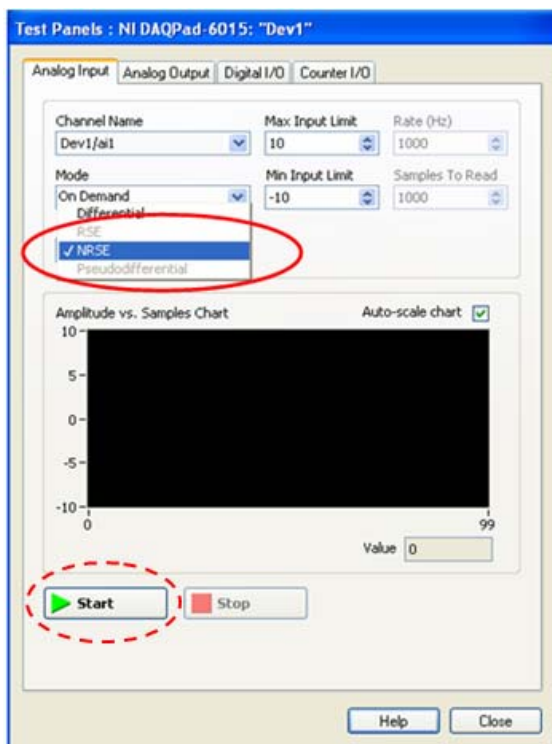 Test Panels : NI DAQPad-6015: "Dev1"
Analog Input Analog Output Digital I/O Counter I/O
Channel Name Max Input Limit Rate (Hz)
Dev1/ai1 10 1000
Mode Min Input Limit Samples To Read
On Demand -10 1000
Differential
RSE
✓ NRSE
Pseudodifferential
Amplitude vs. Samples Chart Auto-scale chart
10
5
0
-5
-10
0 99
Value 0
Start Stop
Help Close